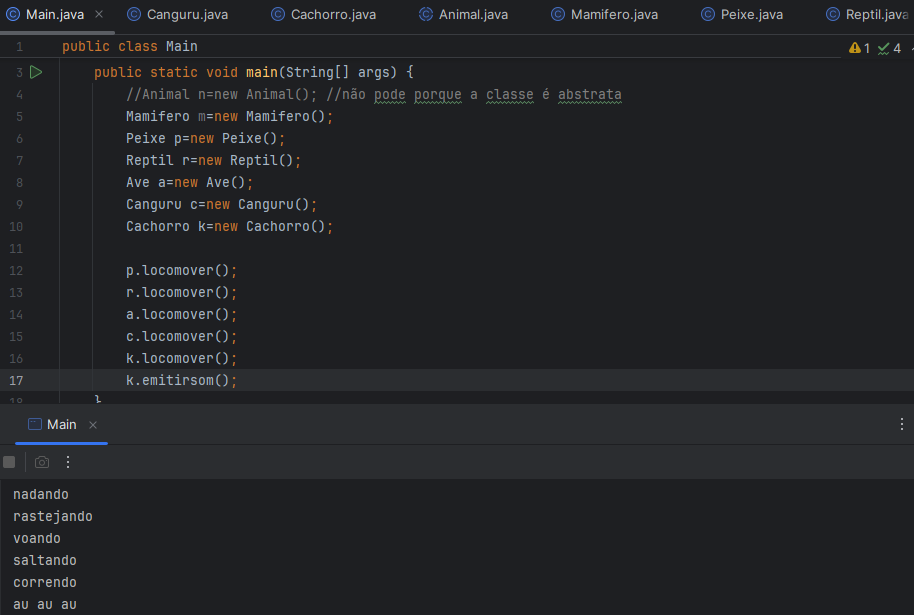 Main.java × Canguru.java Cachorro.java Animal.java Mamifero.java Peixe.java Reptil.java
1 public class Main 1 4
3 public static void main(String[] args) {
4 //Animal n=new Animal(); //não pode porque a classe é abstrata
5 Mamifero m=new Mamifero();
6 Peixe p=new Peixe();
7 Reptil r=new Reptil();
8 Ave a=new Ave();
9 Canguru c=new Canguru();
10 Cachorro k=new Cachorro();
11
12 p.locomover();
13 r.locomover();
14 a.locomover();
15 c.locomover();
16 k.locomover();
17 k.emitirsom();
18 }
Main ×
nadando
rastejando
voando
saltando
correndo
au au au